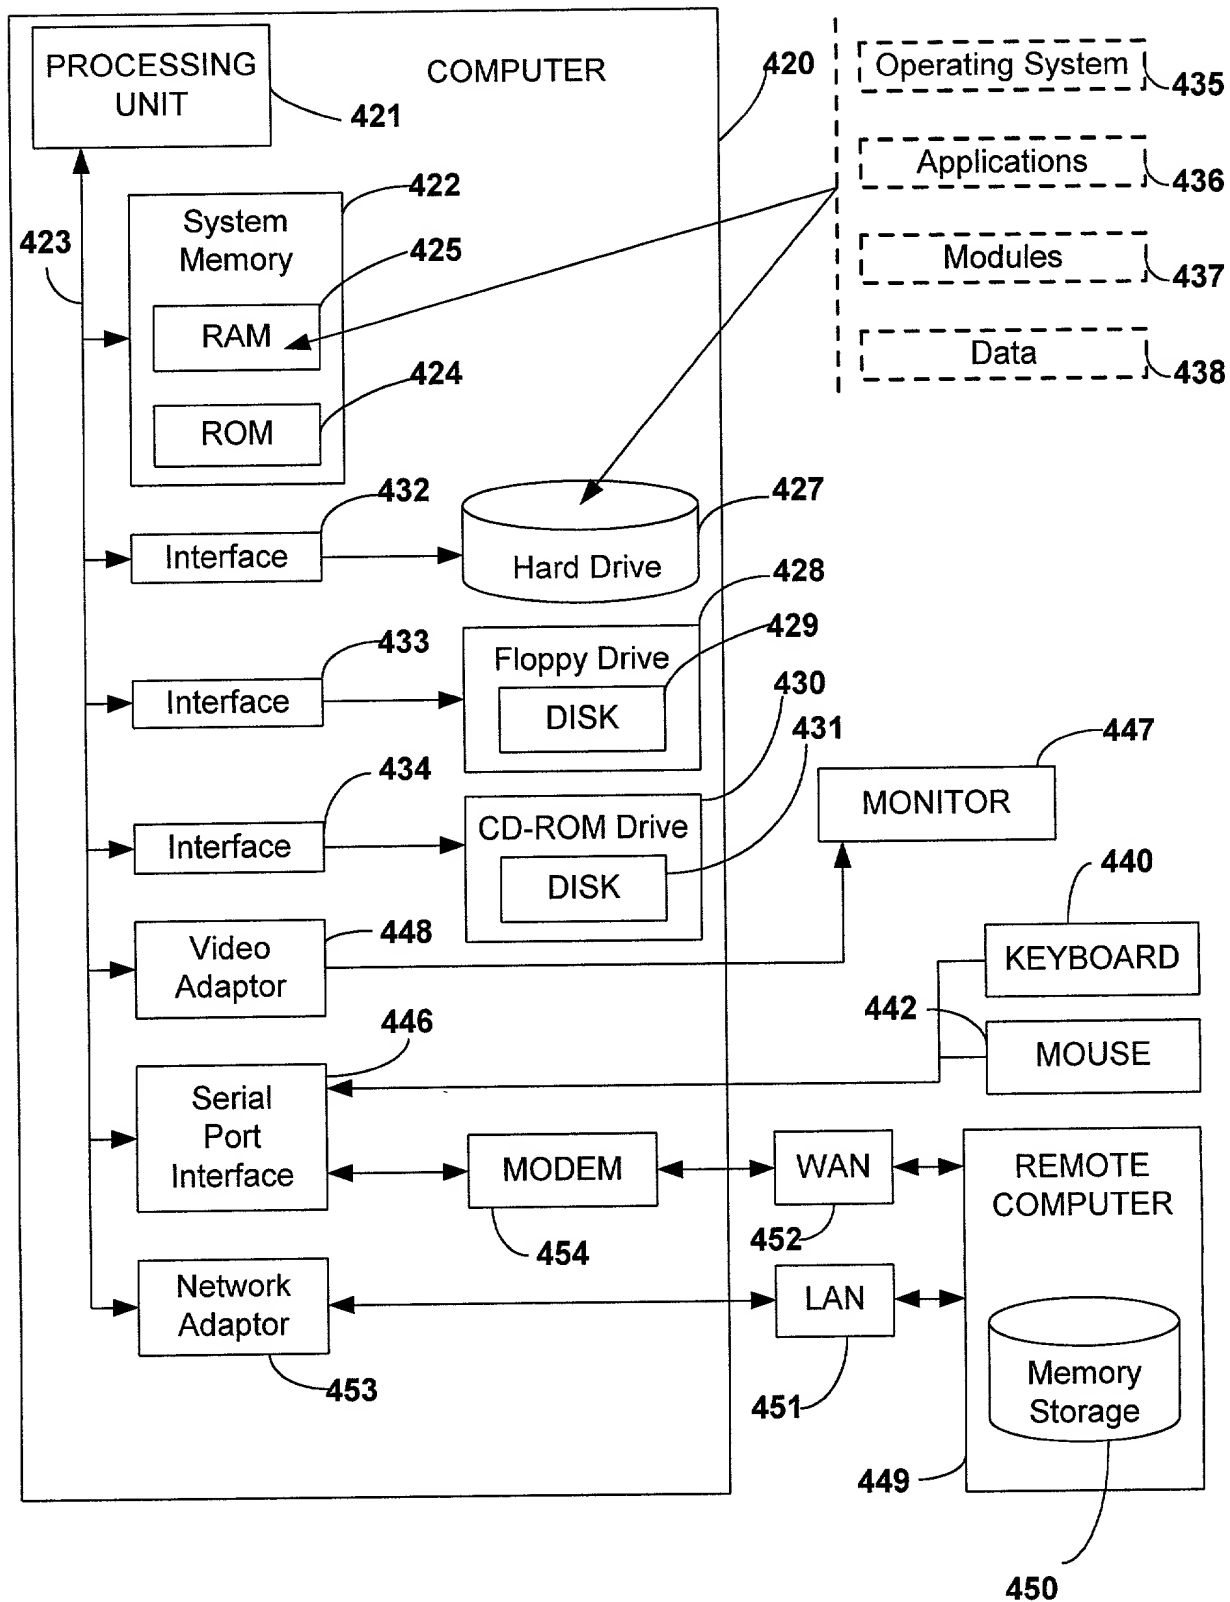 PROCESSING
UNIT
421
COMPUTER
420
Operating System
435
Applications
436
Modules
437
Data
438
423
System
Memory
422
425
RAM
424
ROM
432
Interface
427
Hard Drive
433
Interface
428
Floppy Drive
429
DISK
434
Interface
430
CD-ROM Drive
431
DISK
447
MONITOR
Video
Adaptor
448
440
KEYBOARD
442
MOUSE
446
Serial
Port
Interface
MODEM
454
WAN
452
REMOTE
COMPUTER
Network
Adaptor
453
LAN
451
Memory
Storage
449
450